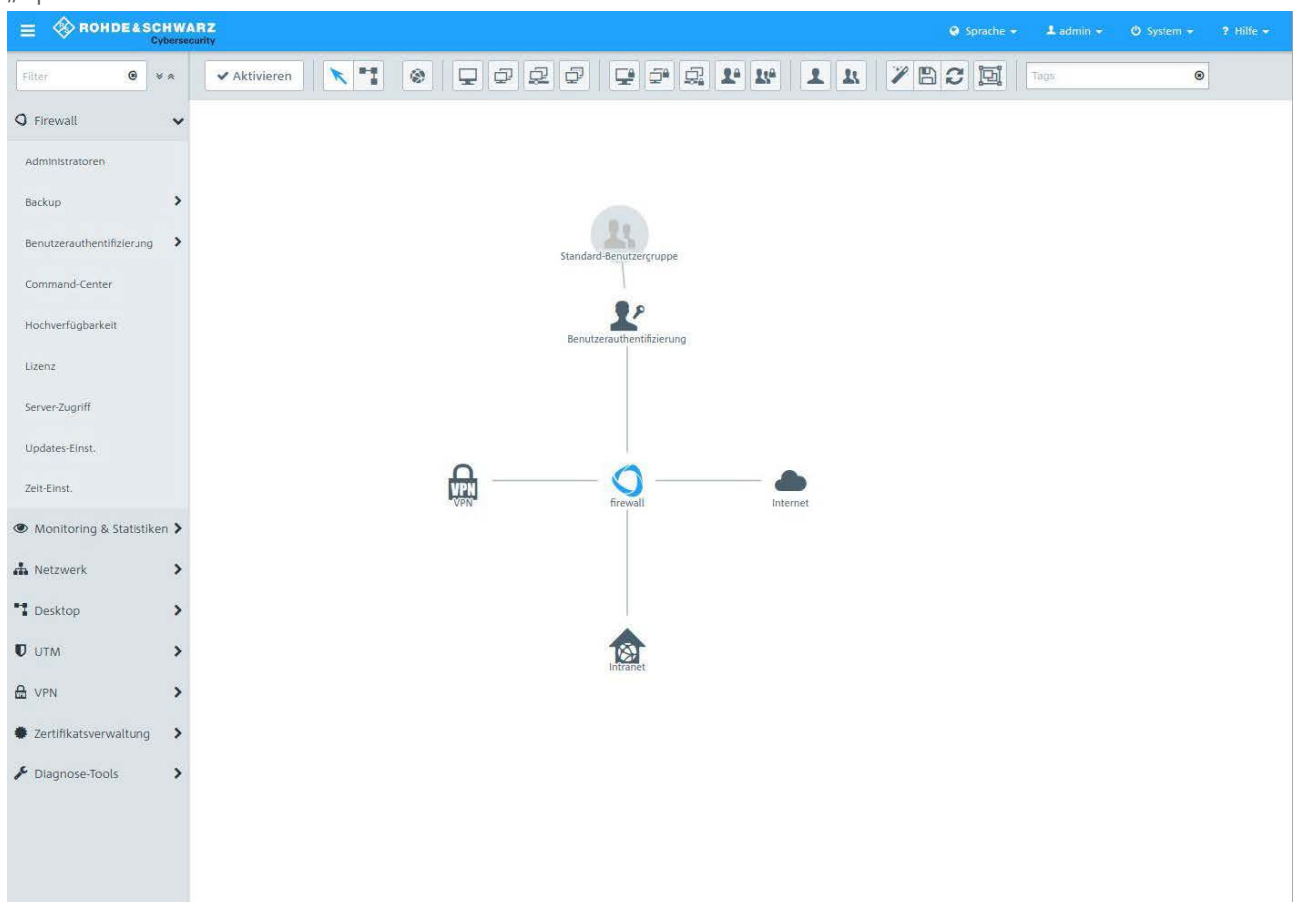 ROHDE&SCHWARZ
Cybersecurity
Sprache
admin
System
? Hilfe
Filter
Aktivieren
Tags
Firewall
Administratoren
Backup
Benutzerauthentifizierung
Command-Center
Hochverfügbarkeit
Lizenz
Server-Zugriff
Updates-Einst.
Zeit-Einst.
Monitoring & Statistiken
Netzwerk
Desktop
UTM
VPN
Zertifikatsverwaltung
Diagnose-Tools
Standard-Benutzergruppe
Benutzerauthentifizierung
VPN
VPN
firewall
Internet
Intranet